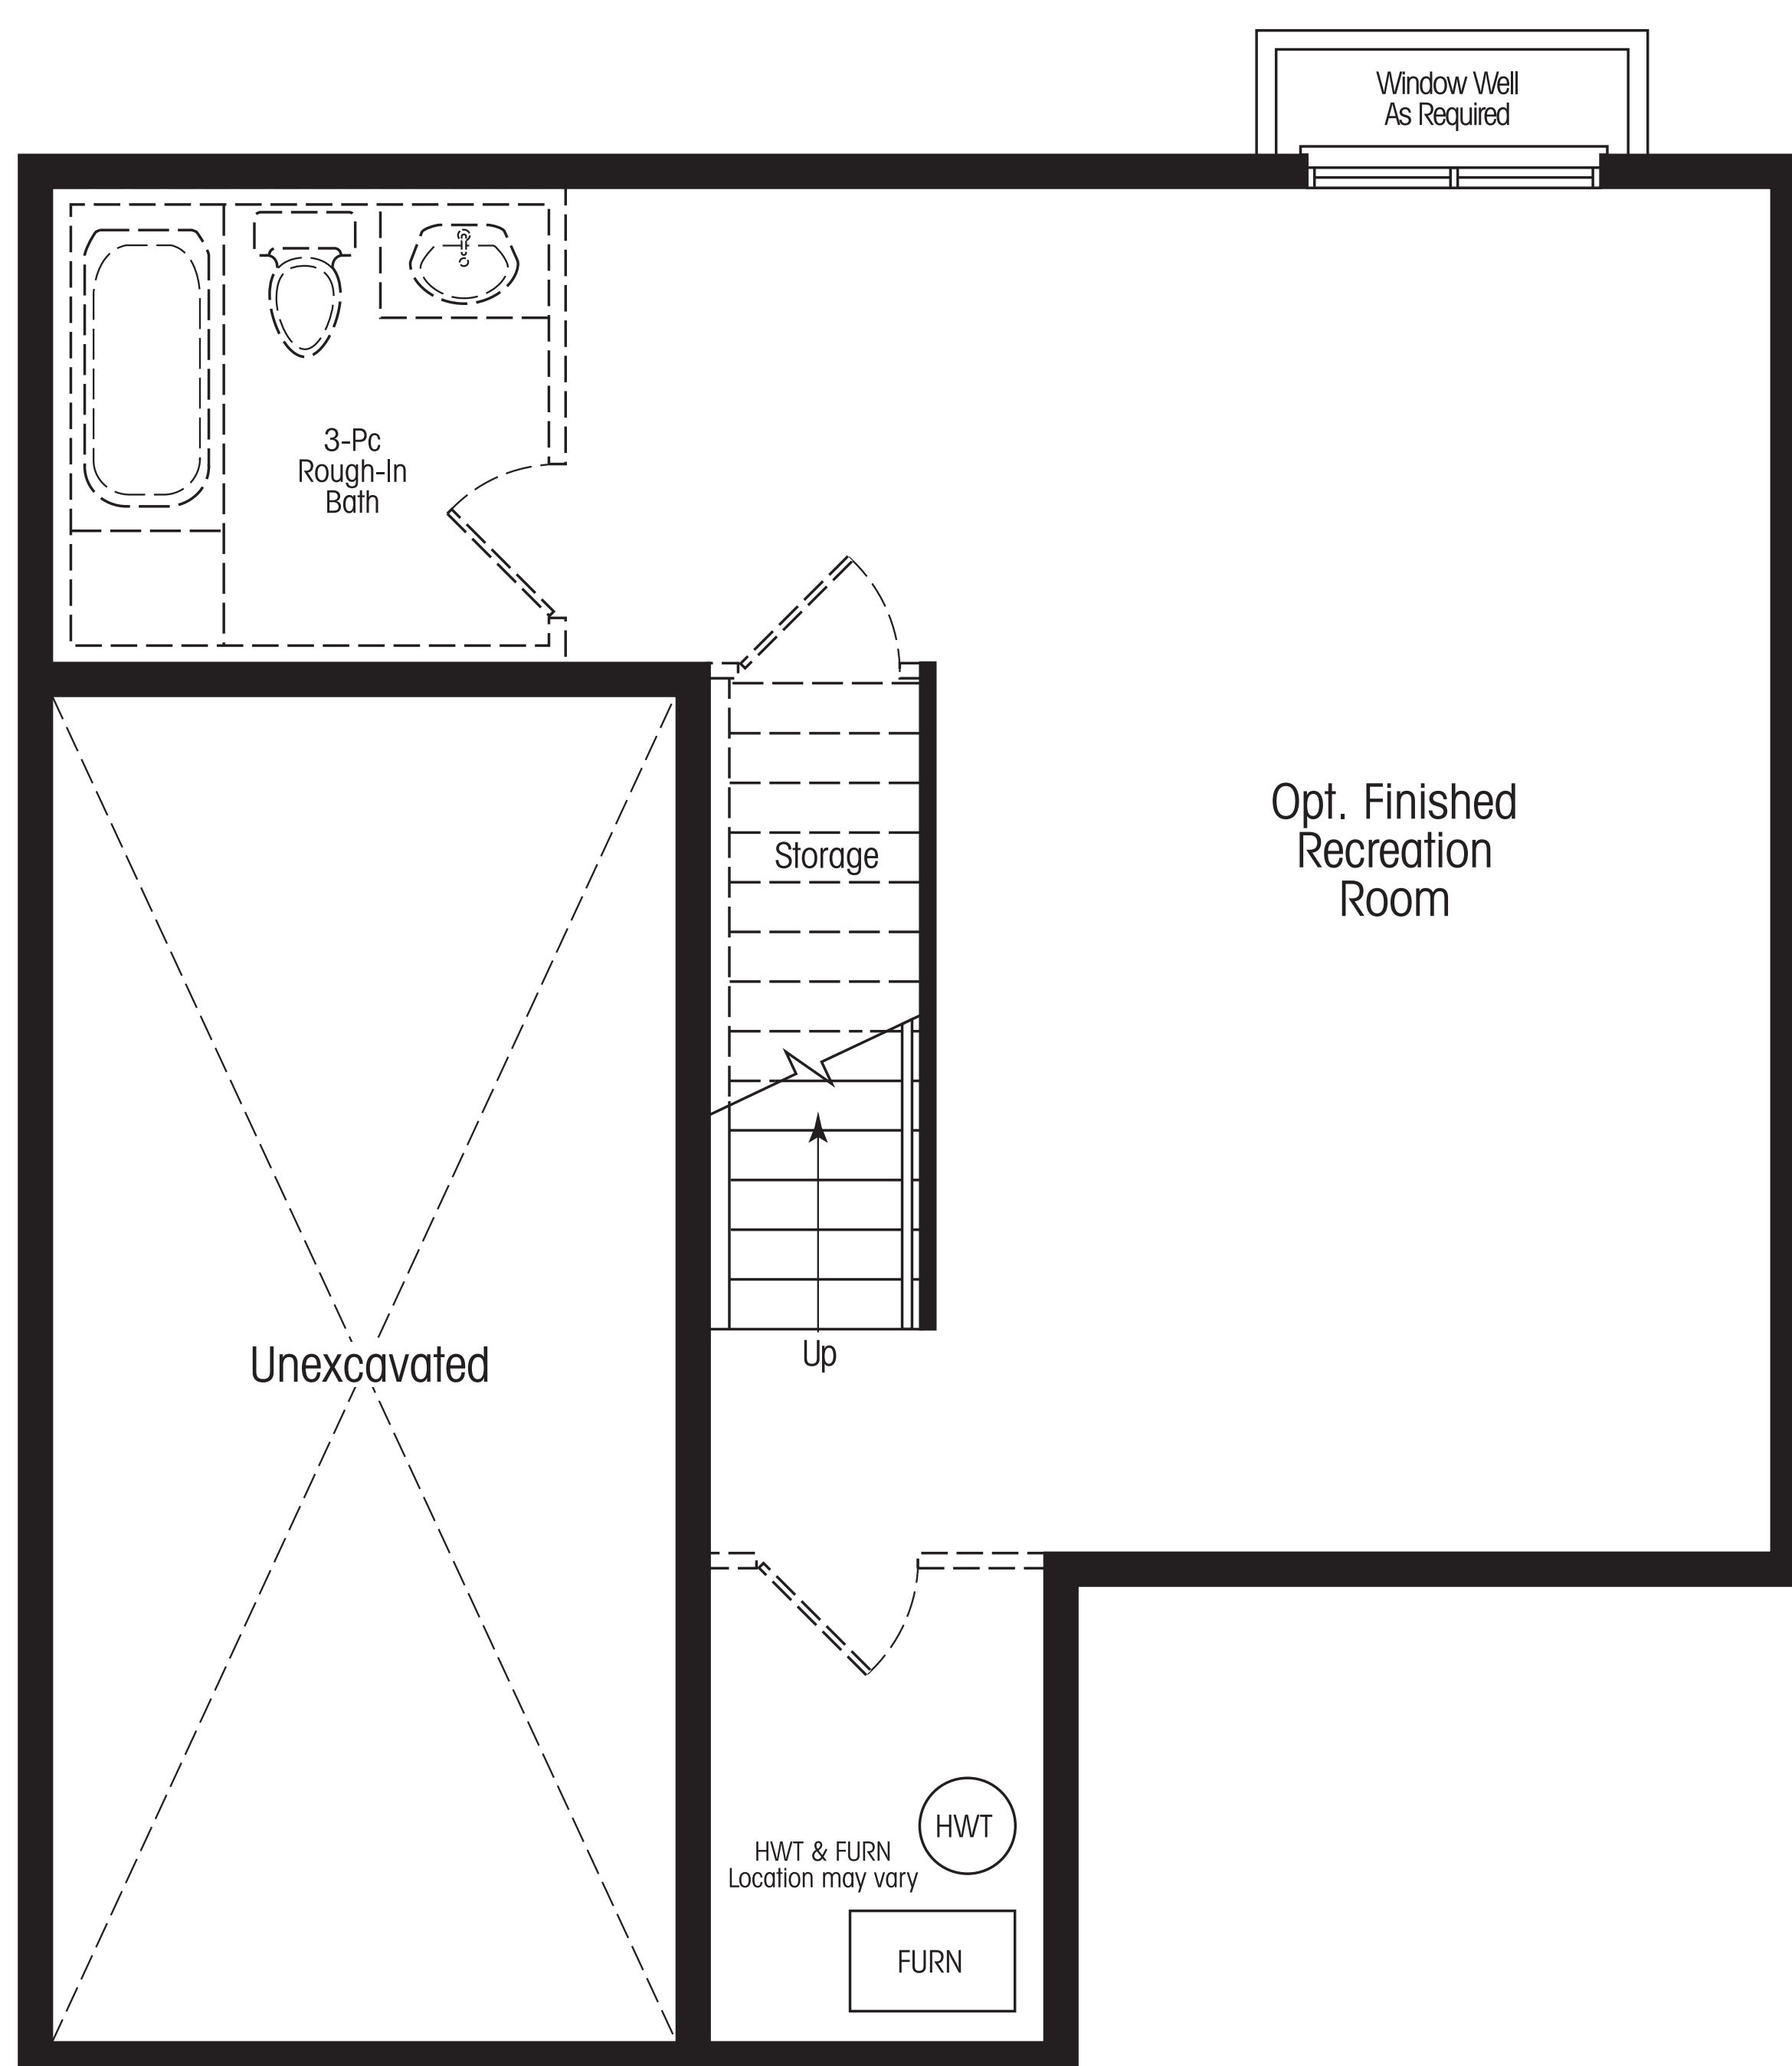 Window Well
As Required
3-Pc
Rough-In
Bath
Opt. Finished
Recreation
Room
Storage
Up
Unexcavated
HWT
HWT & FURN
Location may vary
FURN